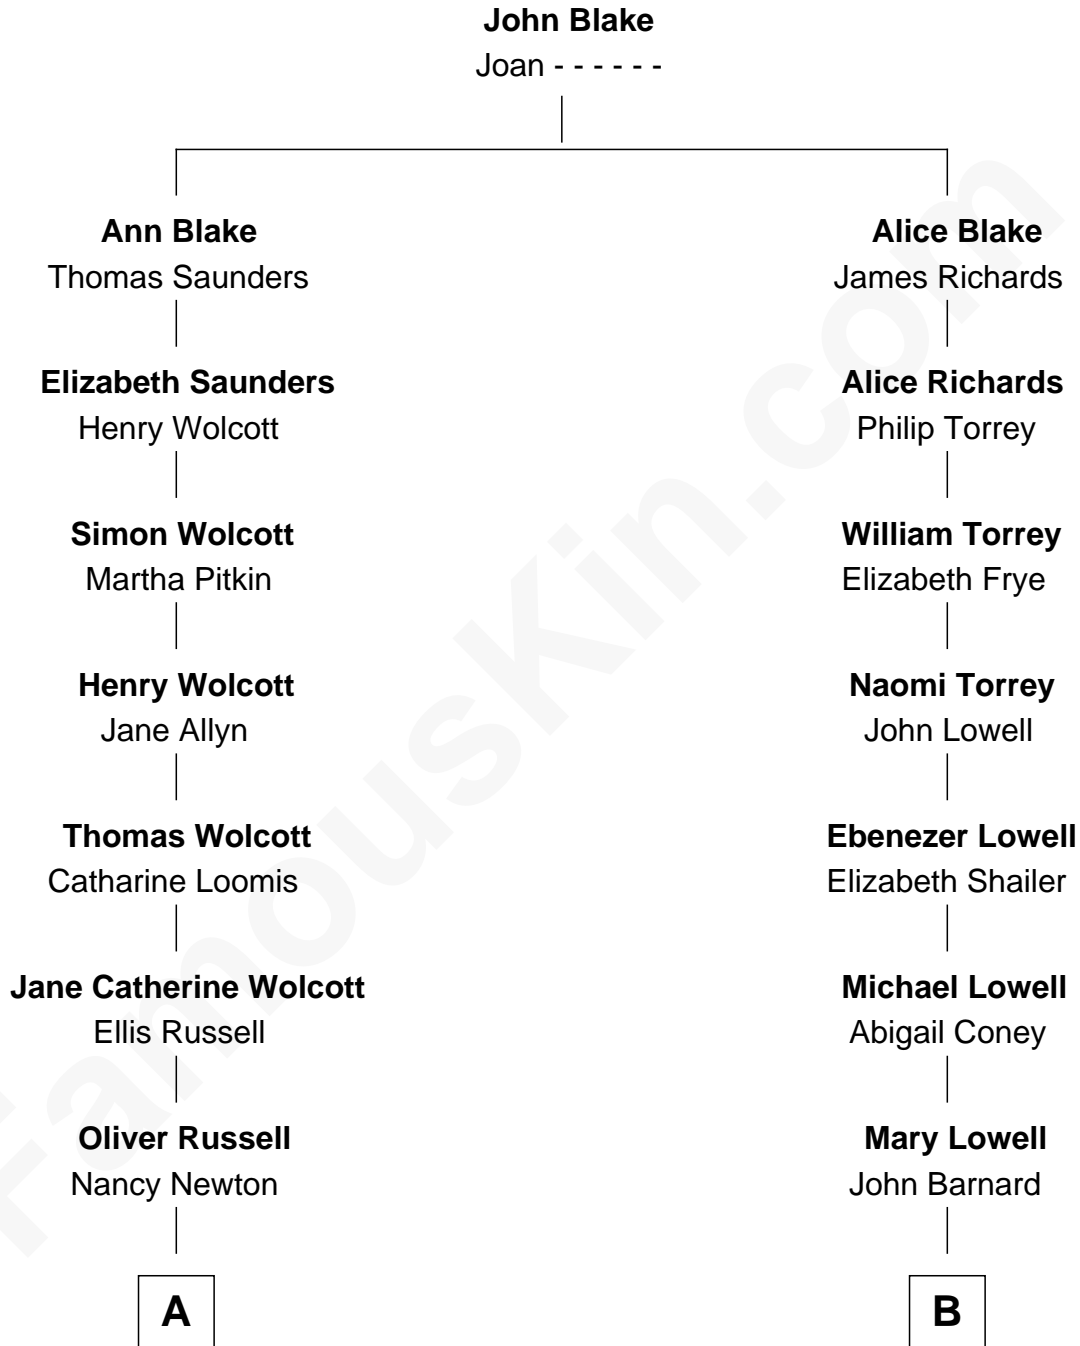 John Blake
Joan - - - - - -
Ann Blake
Thomas Saunders
Alice Blake
James Richards
Elizabeth Saunders
Henry Wolcott
Alice Richards
Philip Torrey
Simon Wolcott
Martha Pitkin
William Torrey
Elizabeth Frye
Henry Wolcott
Jane Allyn
Naomi Torrey
John Lowell
Thomas Wolcott
Catharine Loomis
Ebenezer Lowell
Elizabeth Shailer
Jane Catherine Wolcott
Ellis Russell
Michael Lowell
Abigail Coney
Oliver Russell
Nancy Newton
Mary Lowell
John Barnard
A
B
FamousKin.com